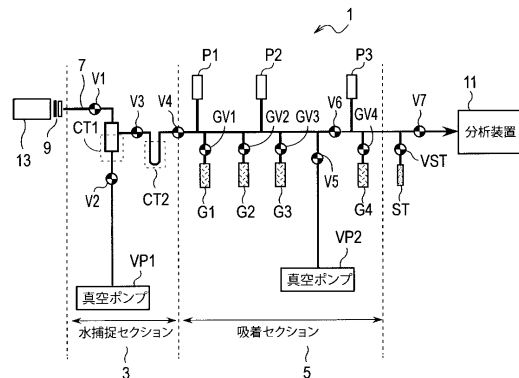 1
P1
P2
P3
7
V1
V3
V4
GV1
GV2
GV3
V6
GV4
V7
11
分析装置
13
9
CT1
V2
CT2
G1
G2
G3
V5
G4
VST
ST
VP1
真空ポンプ
VP2
真空ポンプ
水捕捉セクション
吸着セクション
3
5